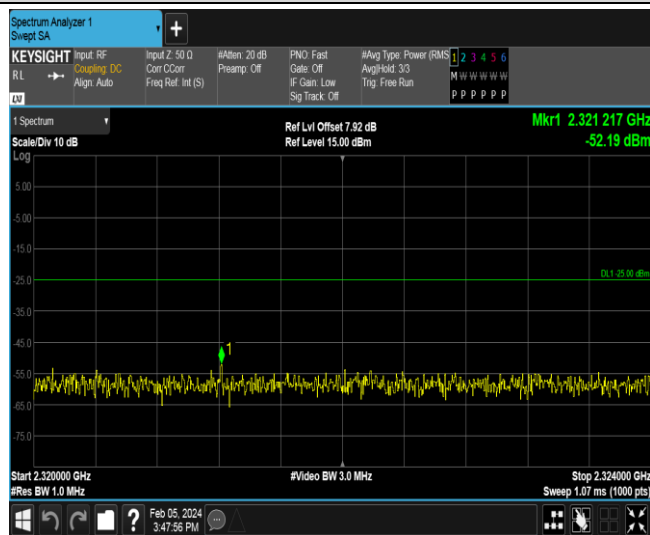 Spectrum Analyzer 1
Swept SA
KEYSIGHT Input: RF Input Z: 50 Ω #Atten: 20 dB PNO: Fast #Avg Type: Power (RMS 1 2 3 4 5 6
RL Coupling: DC Corr CCorr Preamp: Off Gate: Off Avg|Hold: 3/3 M W W W W W
Align: Auto Freq Ref: Int (S) IF Gain: Low Trig: Free Run
LXI Sig Track: Off P P P P P P
1 Spectrum Ref Lvl Offset 7.92 dB Mkr1 2.321 217 GHz
Scale/Div 10 dB Ref Level 15.00 dBm -52.19 dBm
Log
5.00
-5.00
-15.0
-25.0 DL1 -25.00 dBm
-35.0
-45.0
1
-55.0
-65.0
-75.0
Start 2.320000 GHz #Video BW 3.0 MHz Stop 2.324000 GHz
#Res BW 1.0 MHz Sweep 1.07 ms (1000 pts)
? Feb 05, 2024
3:47:56 PM